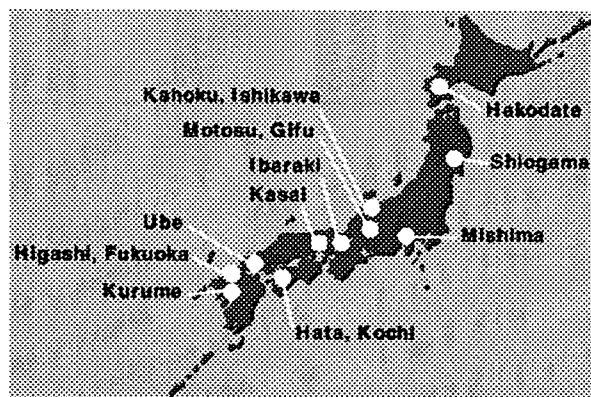 Kahoku, Ishikawa
Motosu, Gifu
Ibaraki
Kasai
Ube
Higashi, Fukuoka
Kurume
Hata, Kochi
Hakodate
Shiogama
Mishima